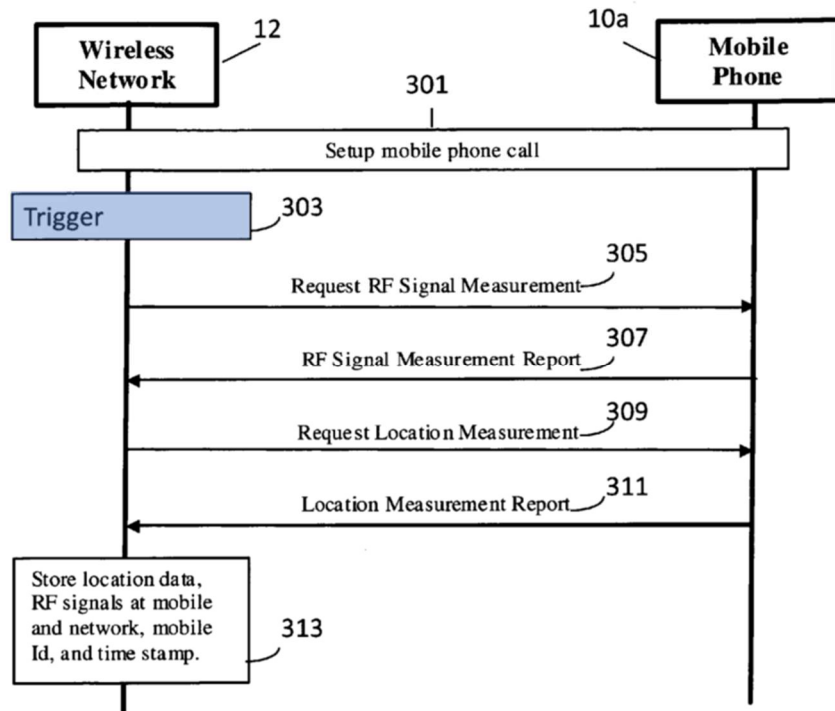 Wireless
Network
12
10a
Mobile
Phone
301
Setup mobile phone call
Trigger
303
305
Request RF Signal Measurement
307
RF Signal Measurement Report
309
Request Location Measurement
311
Location Measurement Report
Store location data,
RF signals at mobile
and network, mobile
Id, and time stamp.
313